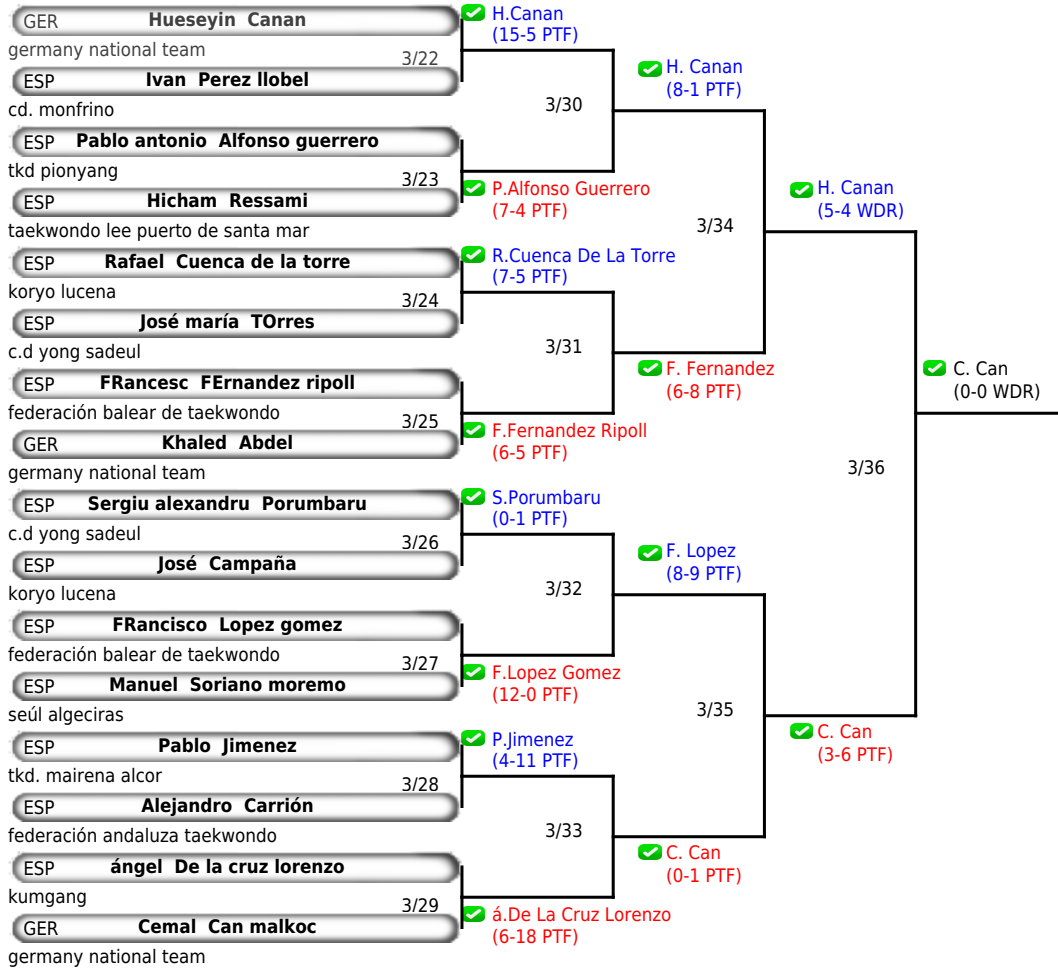 GER Hueseyin Canan
germany national team
3/22
ESP Ivan Perez llobel
cd. monfrino
ESP Pablo antonio Alfonso guerrero
tkd pionyang
3/23
ESP Hicham Ressami
taekwondo lee puerto de santa mar
ESP Rafael Cuenca de la torre
koryo lucena
3/24
ESP José maría TOrres
c.d yong sadeul
ESP FRancesc FErnandez ripoll
federación balear de taekwondo
3/25
GER Khaled Abdel
germany national team
ESP Sergiu alexandru Porumbaru
c.d yong sadeul
3/26
ESP José Campaña
koryo lucena
ESP FRancisco Lopez gomez
federación balear de taekwondo
3/27
ESP Manuel Soriano moremo
seúl algeciras
ESP Pablo Jimenez
tkd. mairena alcor
3/28
ESP Alejandro Carrión
federación andaluza taekwondo
ESP ángel De la cruz lorenzo
kumgang
3/29
GER Cemal Can malkoc
germany national team
H.Canan
(15-5 PTF)
3/30
P.Alfonso Guerrero
(7-4 PTF)
R.Cuenca De La Torre
(7-5 PTF)
3/31
F.Fernandez Ripoll
(6-5 PTF)
S.Porumbaru
(0-1 PTF)
3/32
F.Lopez Gomez
(12-0 PTF)
P.Jimenez
(4-11 PTF)
3/33
á.De La Cruz Lorenzo
(6-18 PTF)
H. Canan
(8-1 PTF)
3/34
F. Fernandez
(6-8 PTF)
F. Lopez
(8-9 PTF)
3/35
C. Can
(0-1 PTF)
H. Canan
(5-4 WDR)
3/36
C. Can
(3-6 PTF)
C. Can
(0-0 WDR)